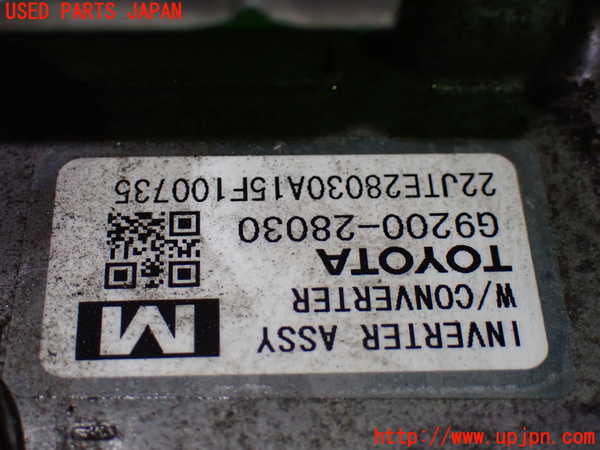 USED PARTS JAPAN
INVERTER ASSY
W/CONVERTER
M
TOYOTA
G9200-28030
22JTE28030A15F100735
http://www.upjpn.com/